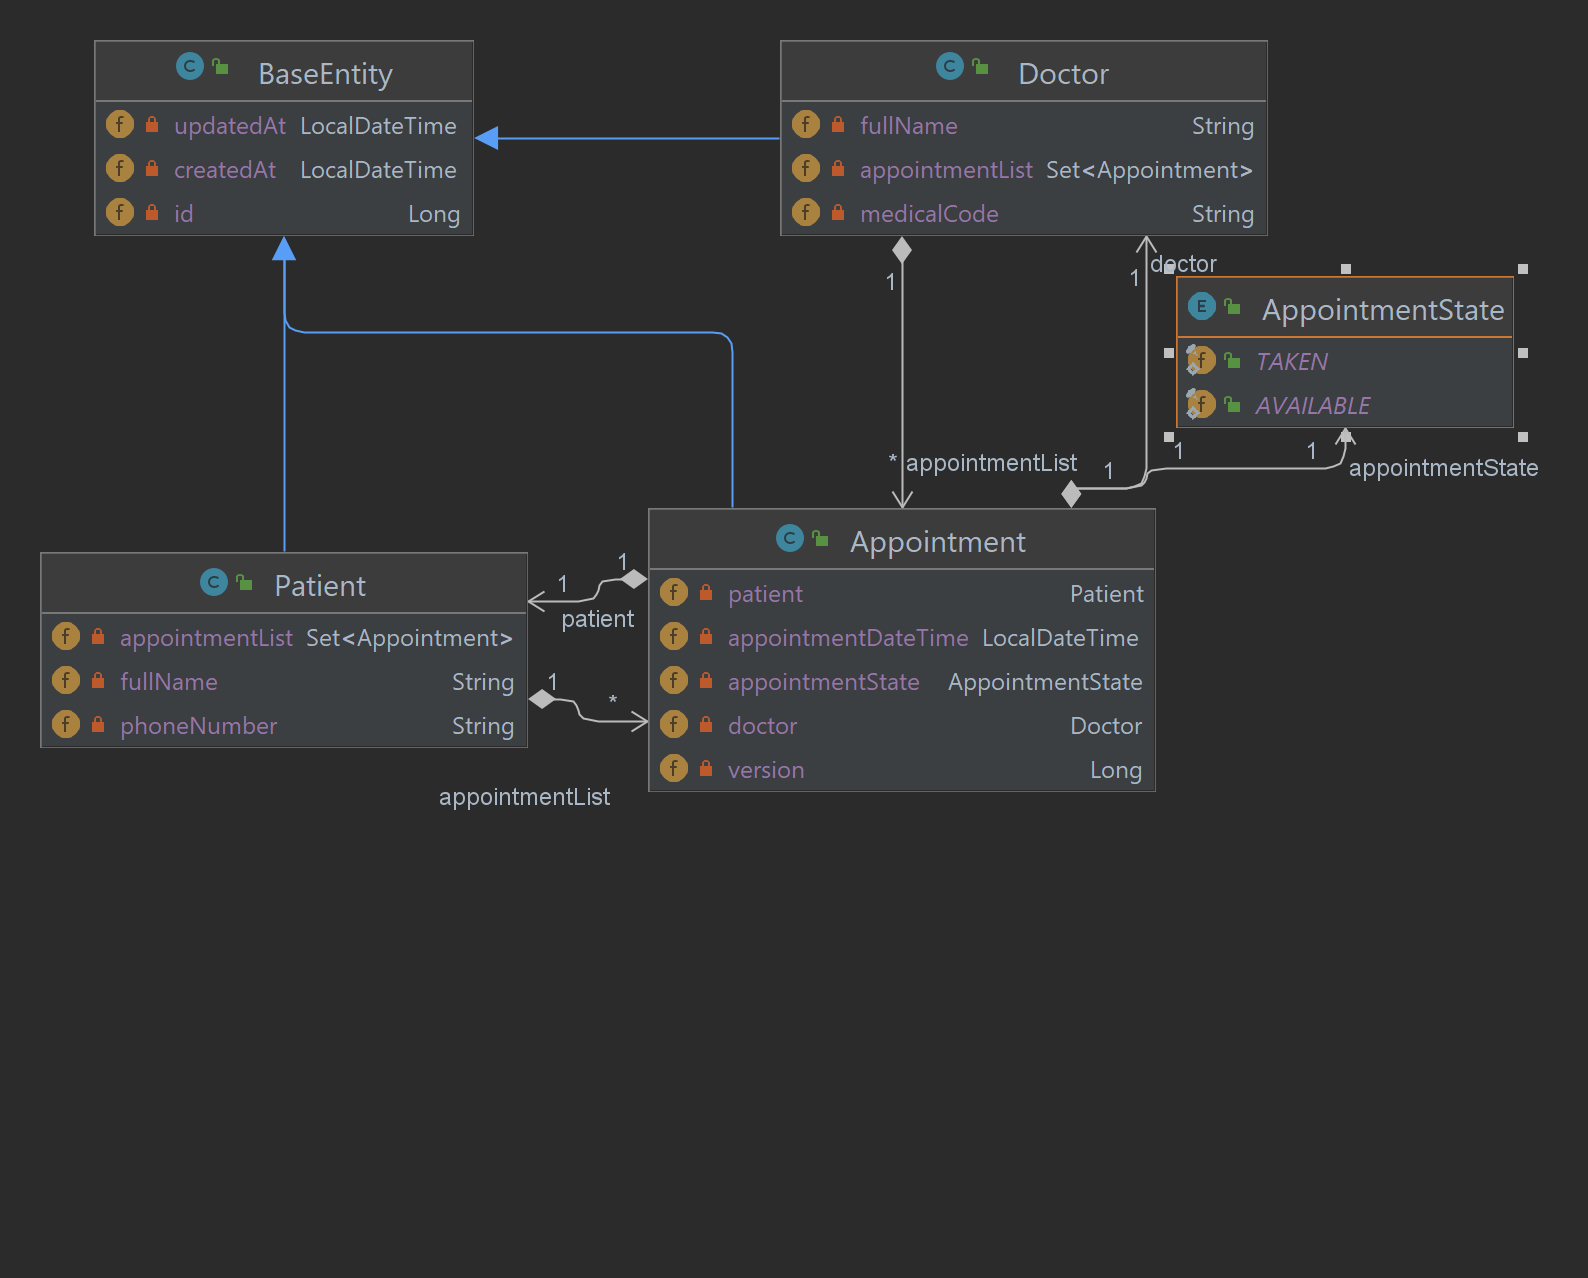 C BaseEntity
f updatedAt LocalDateTime
f createdAt LocalDateTime
f id Long
C Doctor
f fullName String
f appointmentList Set<Appointment>
f medicalCode String
1
1
doctor
E AppointmentState
f TAKEN
f AVAILABLE
* appointmentList
1
1
1
appointmentState
C Patient
f appointmentList Set<Appointment>
f fullName String
f phoneNumber String
1
1
patient
1
*
appointmentList
C Appointment
f patient Patient
f appointmentDateTime LocalDateTime
f appointmentState AppointmentState
f doctor Doctor
f version Long